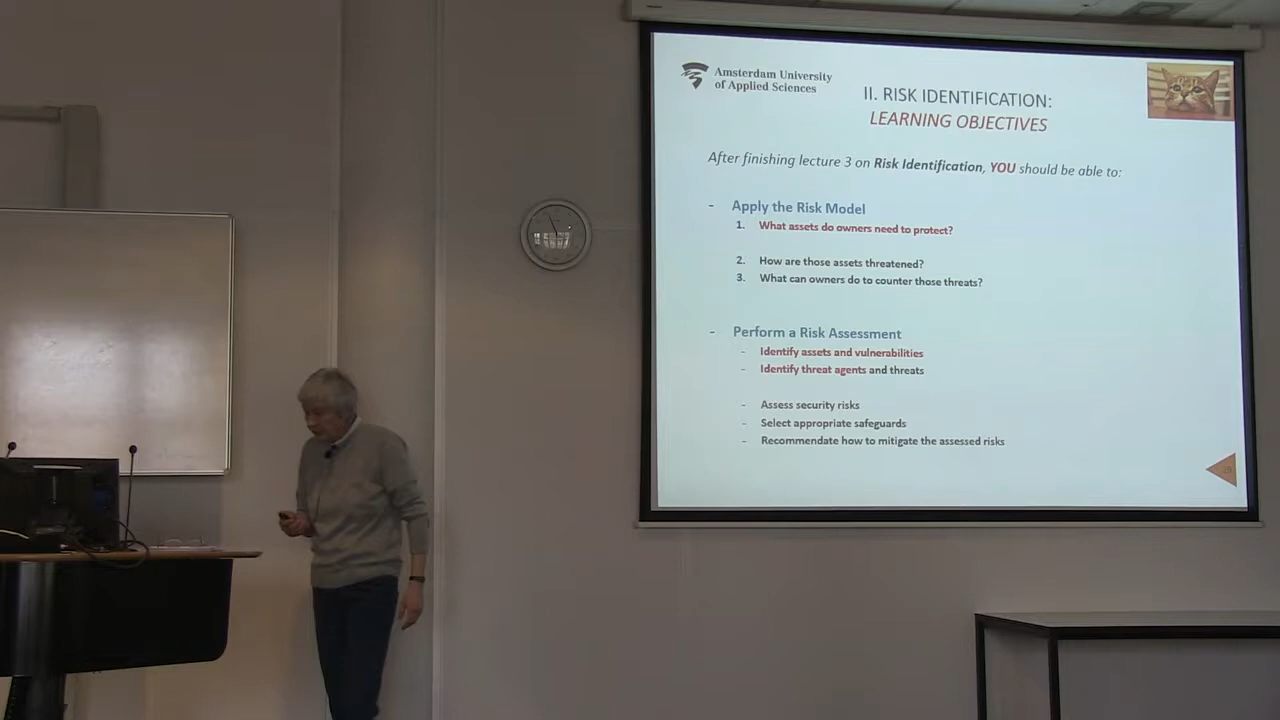 Amsterdam University
of Applied Sciences
II. RISK IDENTIFICATION:
LEARNING OBJECTIVES
After finishing lecture 3 on Risk Identification, YOU should be able to:
- Apply the Risk Model
1. What assets do owners need to protect?
2. How are those assets threatened?
3. What can owners do to counter those threats?
- Perform a Risk Assessment
- Identify assets and vulnerabilities
- Identify threat agents and threats
- Assess security risks
- Select appropriate safeguards
- Recommendate how to mitigate the assessed risks